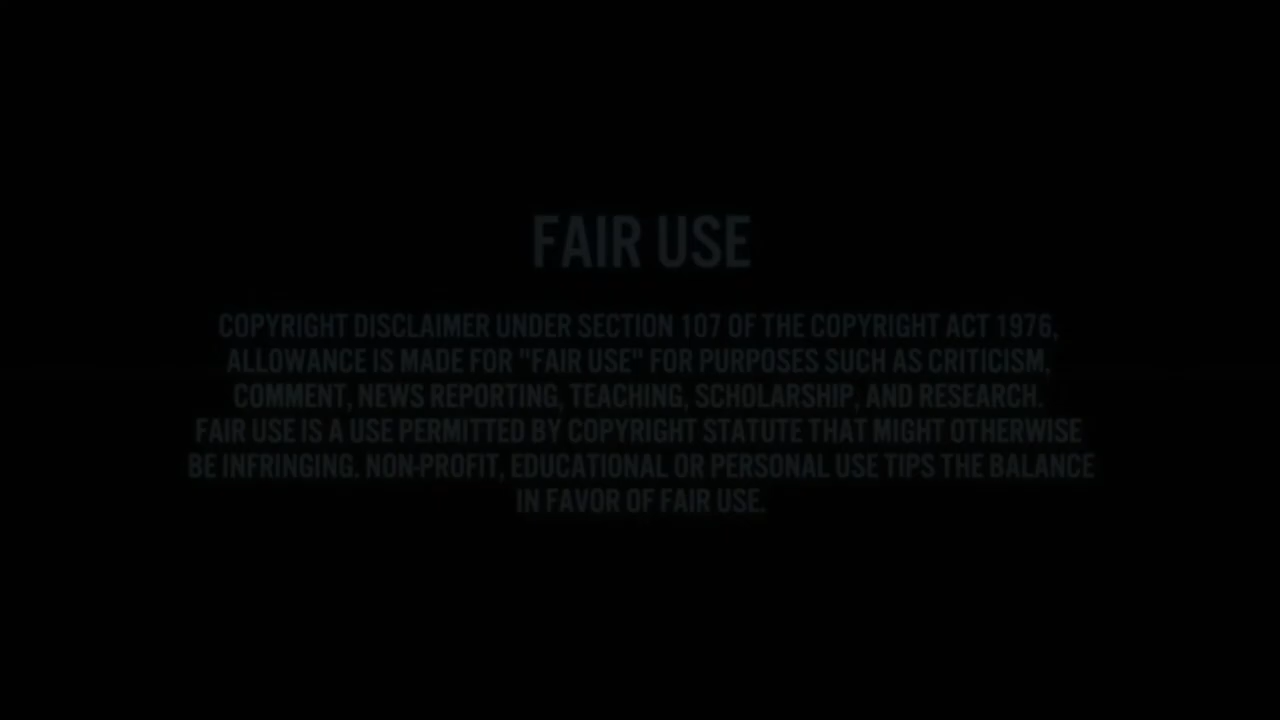 FAIR USE
COPYRIGHT DISCLAIMER UNDER SECTION 107 OF THE COPYRIGHT ACT 1976,
ALLOWANCE IS MADE FOR "FAIR USE" FOR PURPOSES SUCH AS CRITICISM,
COMMENT, NEWS REPORTING, TEACHING, SCHOLARSHIP, AND RESEARCH.
FAIR USE IS A USE PERMITTED BY COPYRIGHT STATUTE THAT MIGHT OTHERWISE
BE INFRINGING. NON-PROFIT, EDUCATIONAL OR PERSONAL USE TIPS THE BALANCE
IN FAVOR OF FAIR USE.